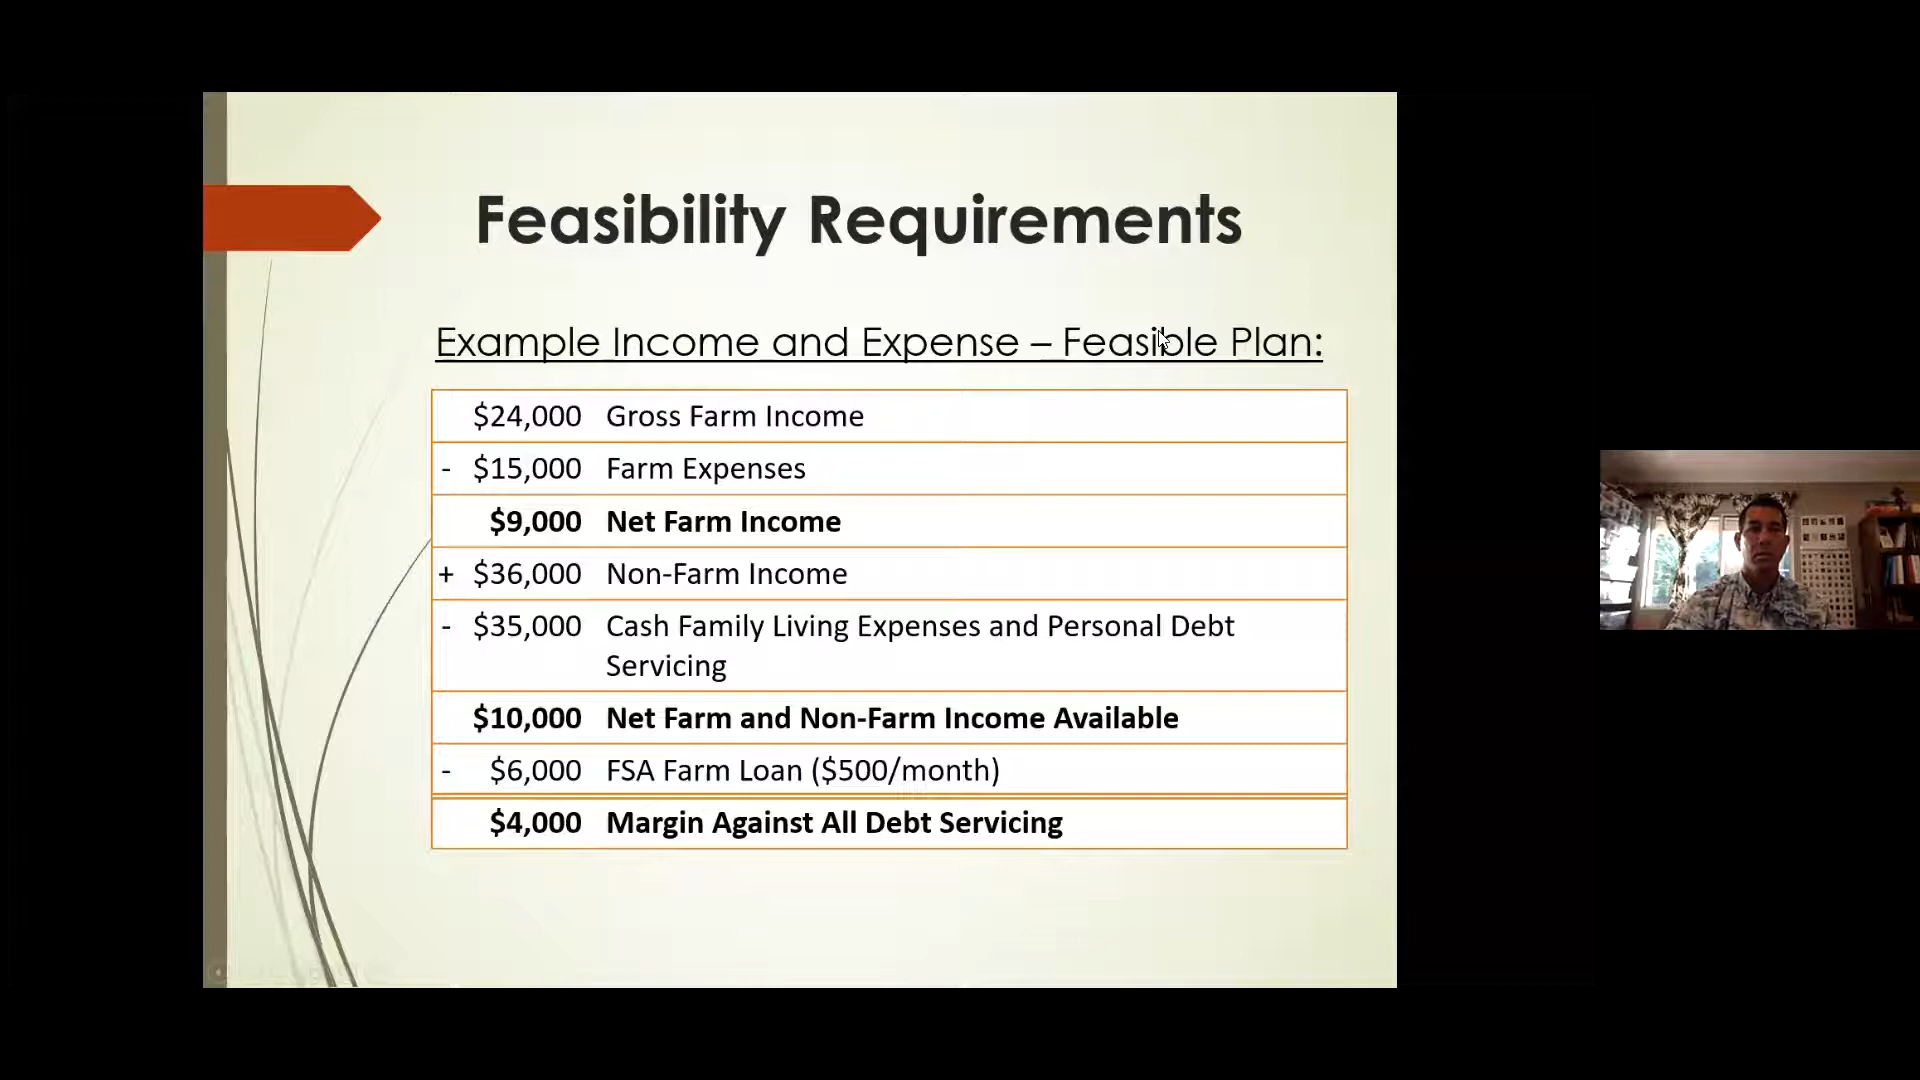 Feasibility Requirements
Example Income and Expense – Feasible Plan:
$24,000 Gross Farm Income
- $15,000 Farm Expenses
$9,000 Net Farm Income
+ $36,000 Non-Farm Income
- $35,000 Cash Family Living Expenses and Personal Debt
Servicing
$10,000 Net Farm and Non-Farm Income Available
- $6,000 FSA Farm Loan ($500/month)
$4,000 Margin Against All Debt Servicing